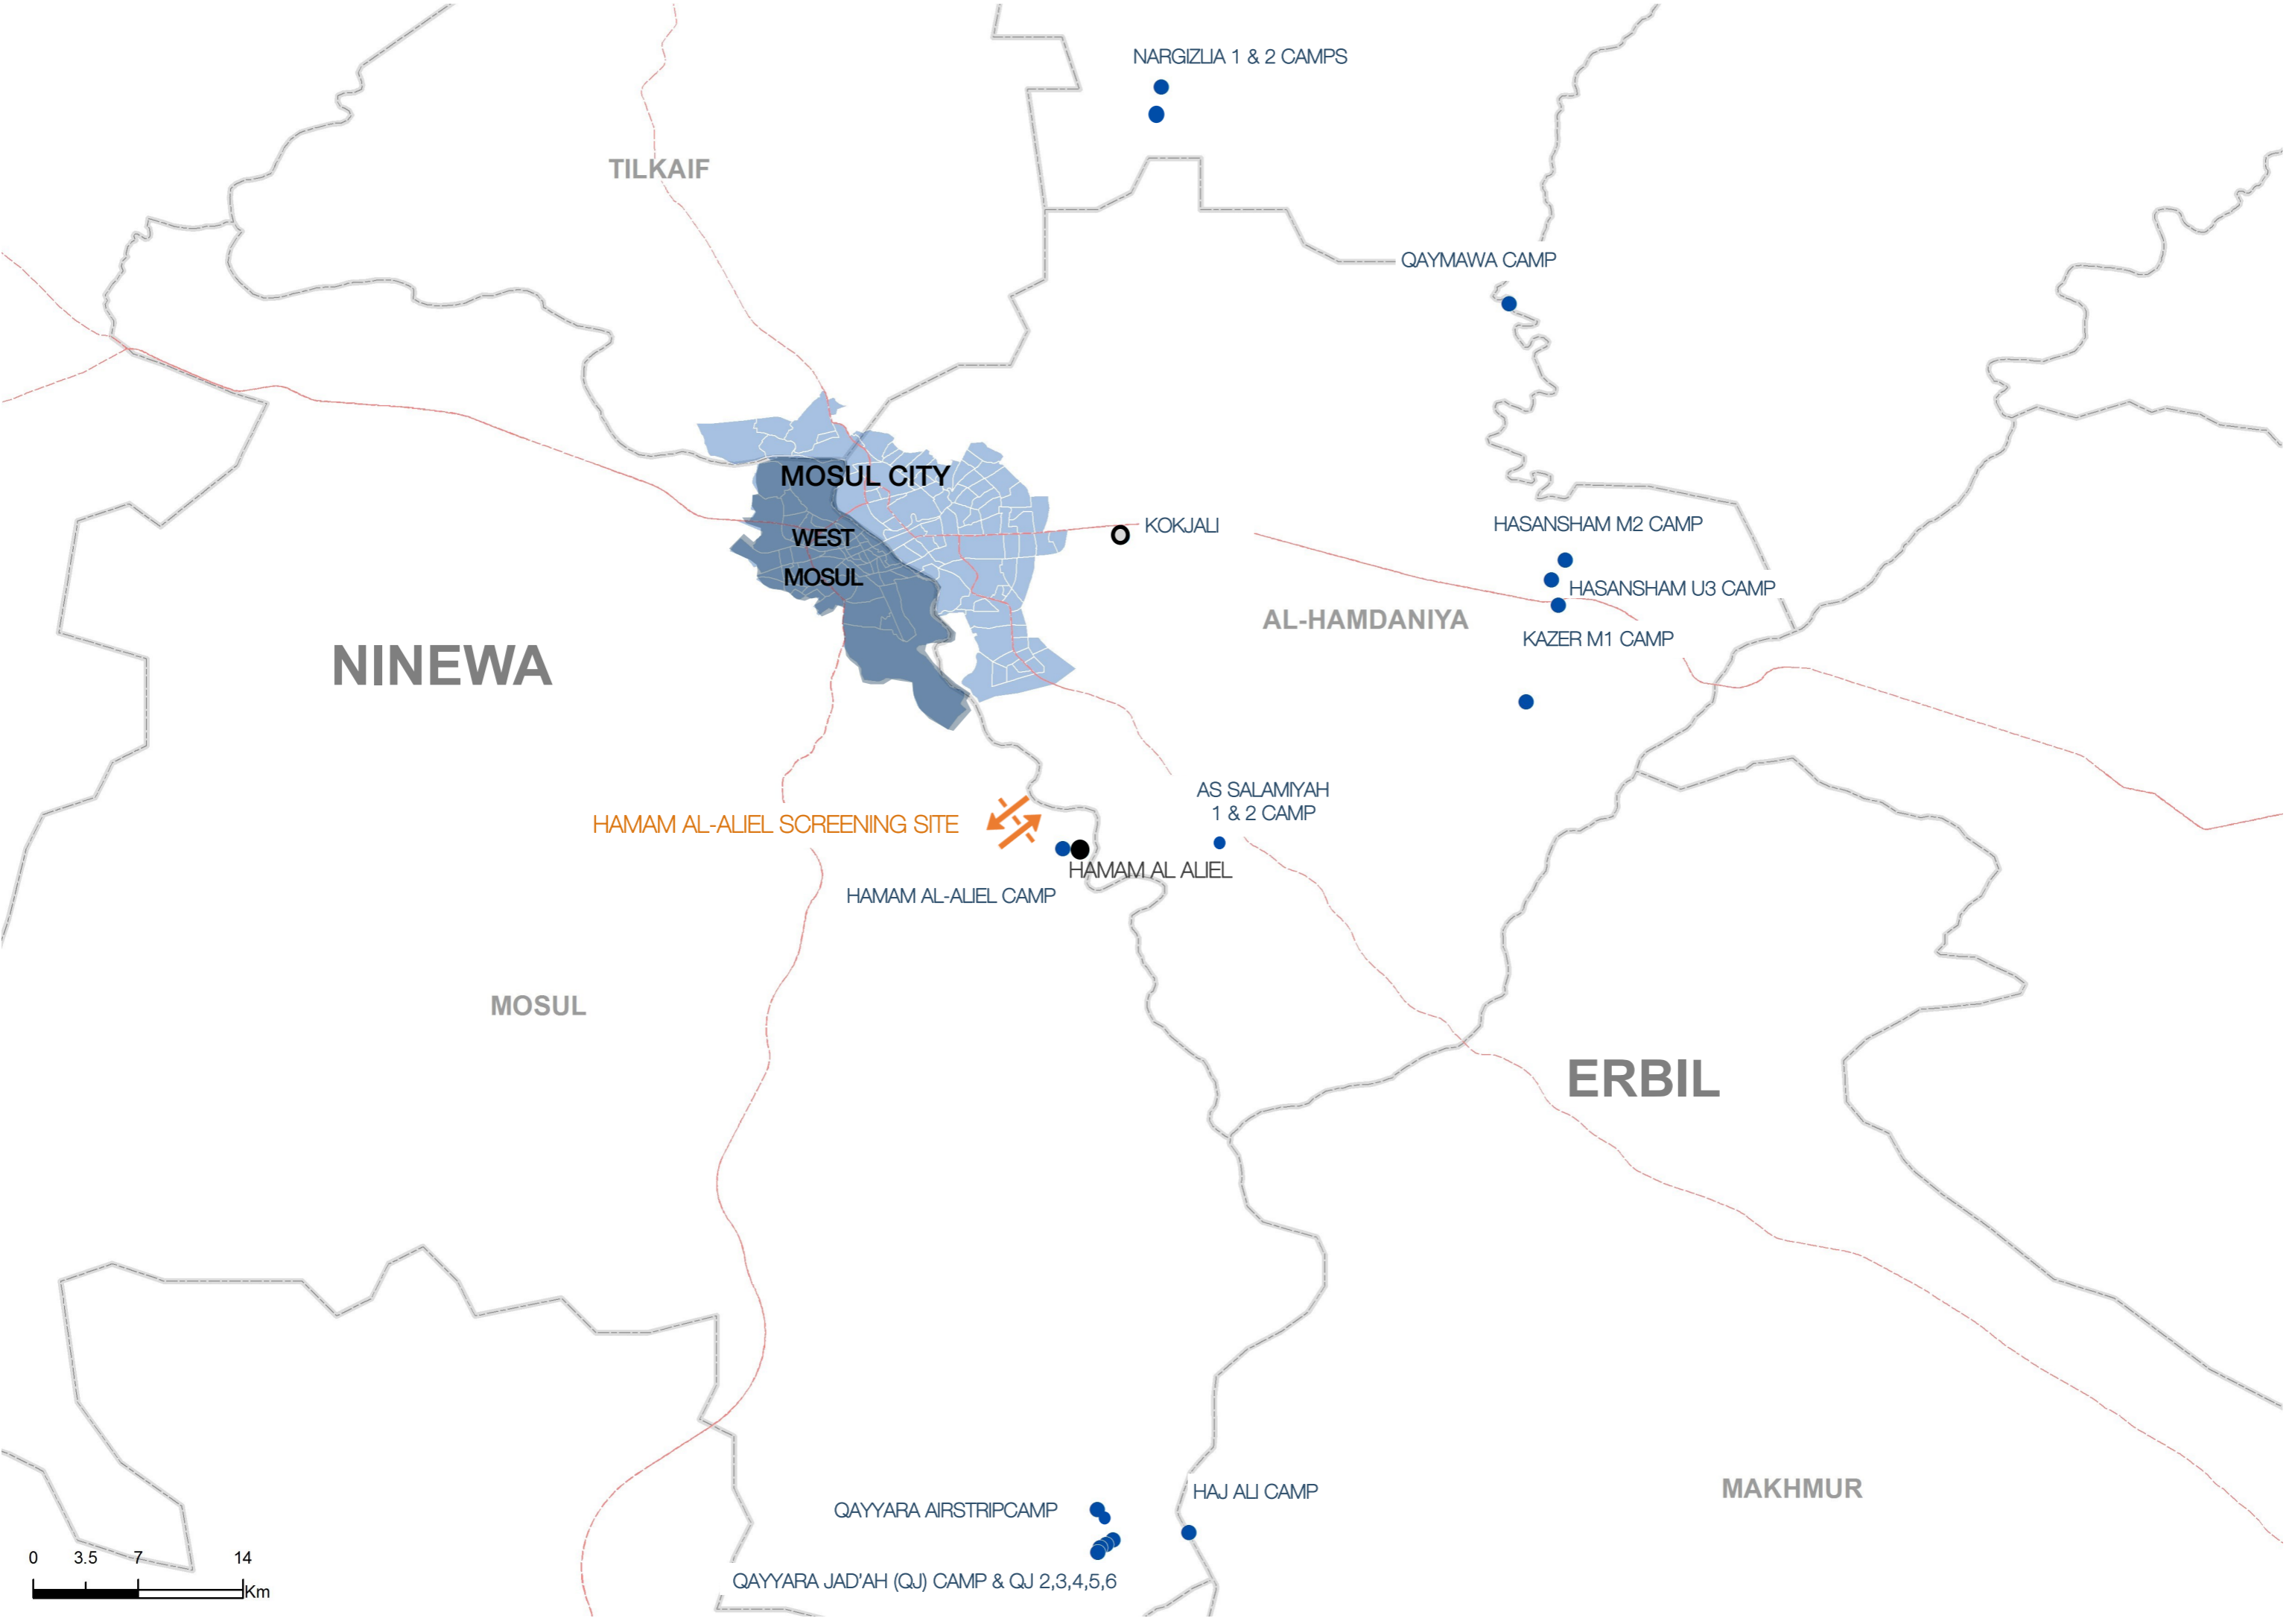 NARGIZLIA 1 & 2 CAMPS
TILKAIF
QAYMAWA CAMP
MOSUL CITY
WEST
MOSUL
KOKJALI
HASANSHAM M2 CAMP
HASANSHAM U3 CAMP
AL-HAMDANIYA
KAZER M1 CAMP
NINEWA
AS SALAMIYAH
1 & 2 CAMP
HAMAM AL-ALIEL SCREENING SITE
HAMAM AL ALIEL
HAMAM AL-ALIEL CAMP
MOSUL
ERBIL
MAKHMUR
HAJ ALI CAMP
QAYYARA AIRSTRIPCAMP
QAYYARA JAD'AH (QJ) CAMP & QJ 2,3,4,5,6
0 3.5 7 14
Km